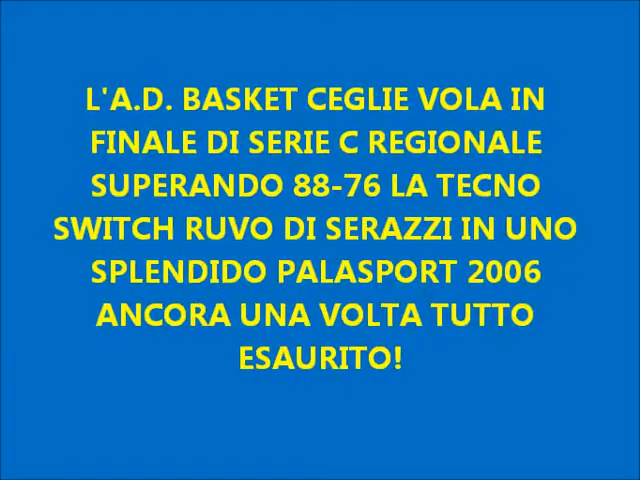 L'A.D. BASKET CEGLIE VOLA IN
FINALE DI SERIE C REGIONALE
SUPERANDO 88-76 LA TECNO
SWITCH RUVO DI SERAZZI IN UNO
SPLENDIDO PALASPORT 2006
ANCORA UNA VOLTA TUTTO
ESAURITO!